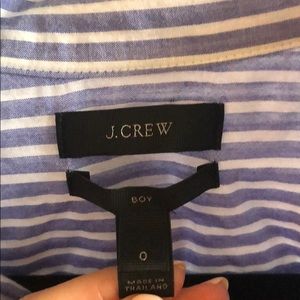 J.CREW
BOY
0
MADE IN
THAILAND